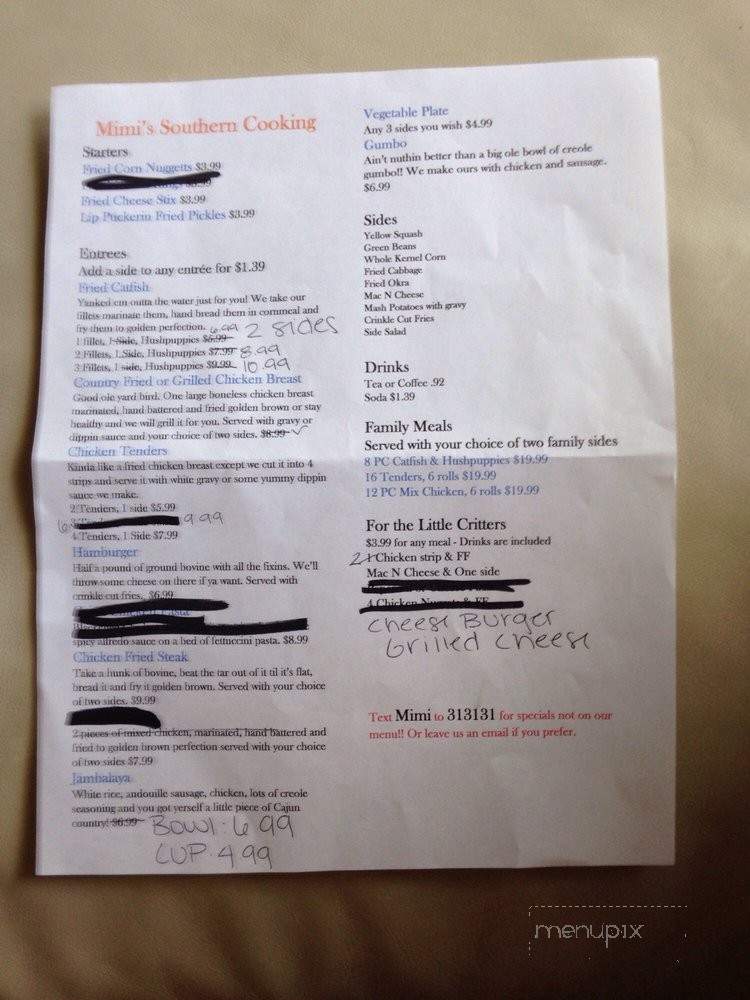 Mimi's Southern Cooking
Starters
Fried Corn Nuggetts $3.99
Fried Cheese Stix $3.99
Lip Puckerin Fried Pickles $3.99
Entrees
Add a side to any entrée for $1.39
Fried Catfish
Yanked em outta the water just for you! We take our
fillets marinate them, hand bread them in cornmeal and
fry them to golden perfection. 6.99 2 sides
1 fillet, 1 Side, Hushpuppies $6.99
2 Fillets, 1 Side, Hushpuppies $7.99 8.99
3 Fillets, 1 side, Hushpuppies $9.99 10.99
Country Fried or Grilled Chicken Breast
Good ole yard bird. One large boneless chicken breast
marinated, hand battered and fried golden brown or stay
healthy and we will grill it for you. Served with gravy or
dippin sauce and your choice of two sides. $8.99
Chicken Tenders
Kinda like a fried chicken breast except we cut it into 4
strips and serve it with white gravy or some yummy dippin
sauce we make.
2 Tenders, 1 side $5.99
9.99
4 Tenders, 1 Side $7.99
Hamburger
Half a pound of ground bovine with all the fixins. We'll
throw some cheese on there if ya want. Served with
crinkle cut fries. $6.99
spicy alfredo sauce on a bed of fettuccini pasta. $8.99
Chicken Fried Steak
Take a hunk of bovine, beat the tar out of it til it's flat,
bread it and fry it golden brown. Served with your choice
of two sides. $9.99
2 pieces of mixed chicken, marinated, hand battered and
fried to golden brown perfection served with your choice
of two sides $7.99
Jambalaya
White rice, andouille sausage, chicken, lots of creole
seasoning and you got yerself a little piece of Cajun
country! $6.99 Bowl: 6.99
CUP. 4.99
Vegetable Plate
Any 3 sides you wish $4.99
Gumbo
Ain't nuthin better than a big ole bowl of creole
gumbo!! We make ours with chicken and sausage.
$6.99
Sides
Yellow Squash
Green Beans
Whole Kernel Corn
Fried Cabbage
Fried Okra
Mac N Cheese
Mash Potatoes with gravy
Crinkle Cut Fries
Side Salad
Drinks
Tea or Coffee .92
Soda $1.39
Family Meals
Served with your choice of two family sides
8 PC Catfish & Hushpuppies $19.99
16 Tenders, 6 rolls $19.99
12 PC Mix Chicken, 6 rolls $19.99
For the Little Critters
$3.99 for any meal - Drinks are included
2 1 Chicken strip & FF
Mac N Cheese & One side
4 Chicken Nuggets & FF
Cheese Burger
Grilled Cheese
Text Mimi to 313131 for specials not on our
menu!! Or leave us an email if you prefer.
menupix